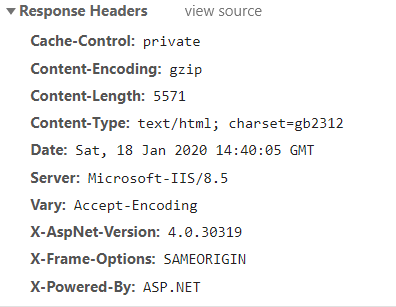 Response Headers view source
Cache-Control: private
Content-Encoding: gzip
Content-Length: 5571
Content-Type: text/html; charset=gb2312
Date: Sat, 18 Jan 2020 14:40:05 GMT
Server: Microsoft-IIS/8.5
Vary: Accept-Encoding
X-AspNet-Version: 4.0.30319
X-Frame-Options: SAMEORIGIN
X-Powered-By: ASP.NET